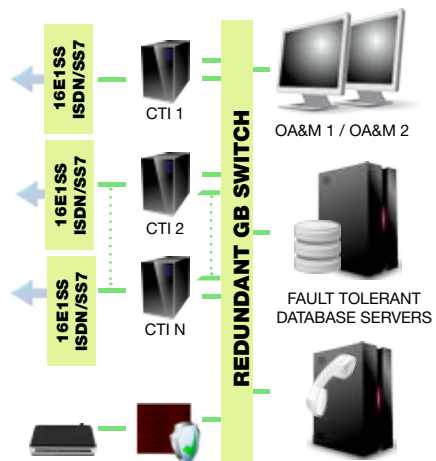 16E1SS
ISDN/SS7
CTI 1
OA&M 1 / OA&M 2
16E1SS
ISDN/SS7
CTI 2
REDUNDANT GB SWITCH
16E1SS
ISDN/SS7
CTI N
FAULT TOLERANT
DATABASE SERVERS